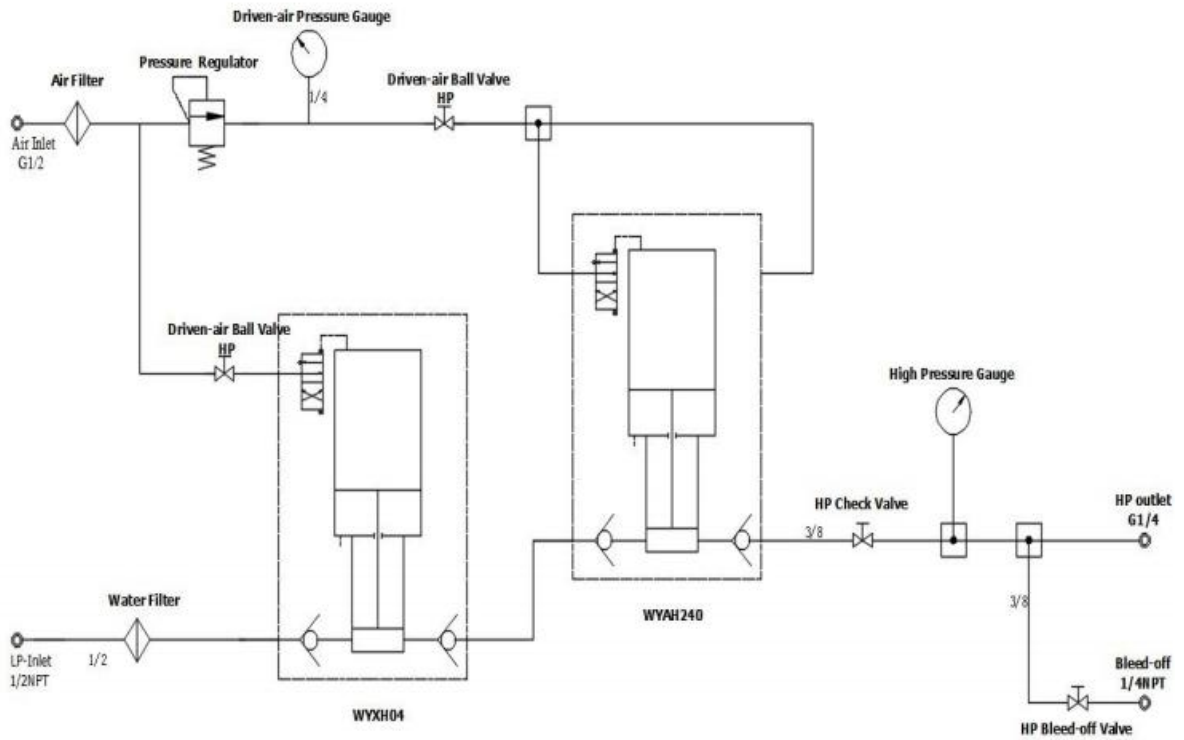 Driven-air Pressure Gauge
Pressure Regulator
Air Filter
Driven-air Ball Valve
HP
1/4
Air Inlet
G1/2
Driven-air Ball Valve
HP
High Pressure Gauge
HP Check Valve
HP outlet
G1/4
3/8
Water Filter
WYAH240
3/8
LP-Inlet
1/2NPT
1/2
Bleed-off
1/4NPT
WYXH04
HP Bleed-off Valve